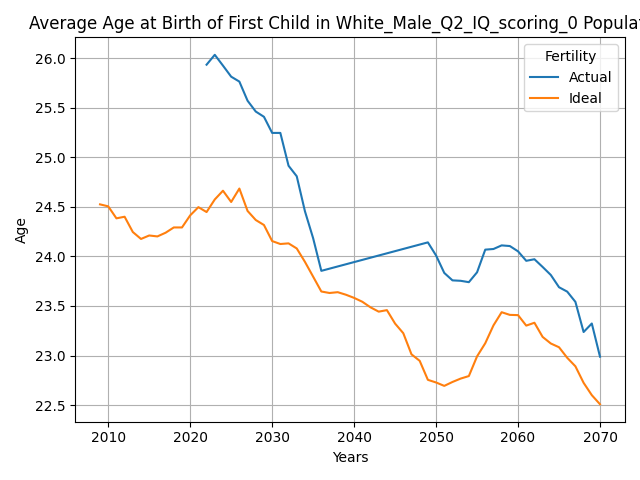 Average Age at Birth of First Child in White_Male_Q2_IQ_scoring_0 Populat
Fertility
Actual
Ideal
26.0
25.5
25.0
24.5
24.0
23.5
23.0
22.5
Age
2010 2020 2030 2040 2050 2060 2070
Years